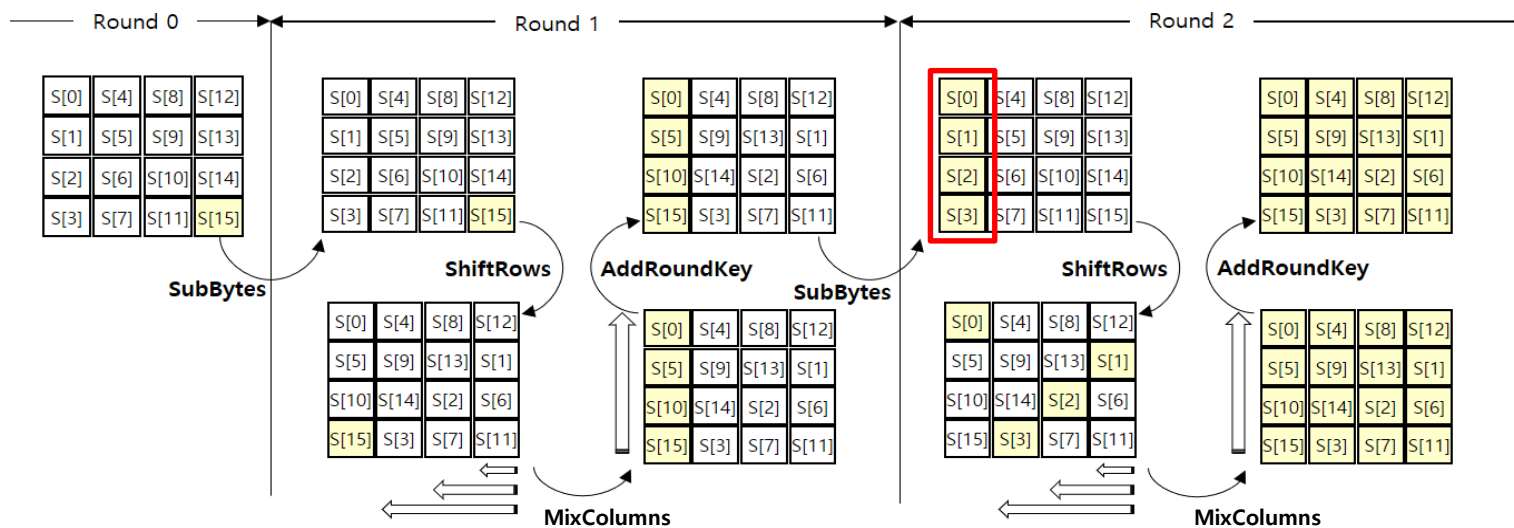 Round 0
Round 1
Round 2
S[0] S[4] S[8] S[12]
S[1] S[5] S[9] S[13]
S[2] S[6] S[10] S[14]
S[3] S[7] S[11] S[15]
SubBytes
S[0] S[4] S[8] S[12]
S[1] S[5] S[9] S[13]
S[2] S[6] S[10] S[14]
S[3] S[7] S[11] S[15]
ShiftRows
S[0] S[4] S[8] S[12]
S[5] S[9] S[13] S[1]
S[10] S[14] S[2] S[6]
S[15] S[3] S[7] S[11]
MixColumns
S[0] S[4] S[8] S[12]
S[5] S[9] S[13] S[1]
S[10] S[14] S[2] S[6]
S[15] S[3] S[7] S[11]
AddRoundKey
S[0] S[4] S[8] S[12]
S[5] S[9] S[13] S[1]
S[10] S[14] S[2] S[6]
S[15] S[3] S[7] S[11]
SubBytes
S[0] S[4] S[8] S[12]
S[1] S[5] S[9] S[13]
S[2] S[6] S[10] S[14]
S[3] S[7] S[11] S[15]
ShiftRows
S[0] S[4] S[8] S[12]
S[5] S[9] S[13] S[1]
S[10] S[14] S[2] S[6]
S[15] S[3] S[7] S[11]
MixColumns
S[0] S[4] S[8] S[12]
S[5] S[9] S[13] S[1]
S[10] S[14] S[2] S[6]
S[15] S[3] S[7] S[11]
AddRoundKey
S[0] S[4] S[8] S[12]
S[5] S[9] S[13] S[1]
S[10] S[14] S[2] S[6]
S[15] S[3] S[7] S[11]